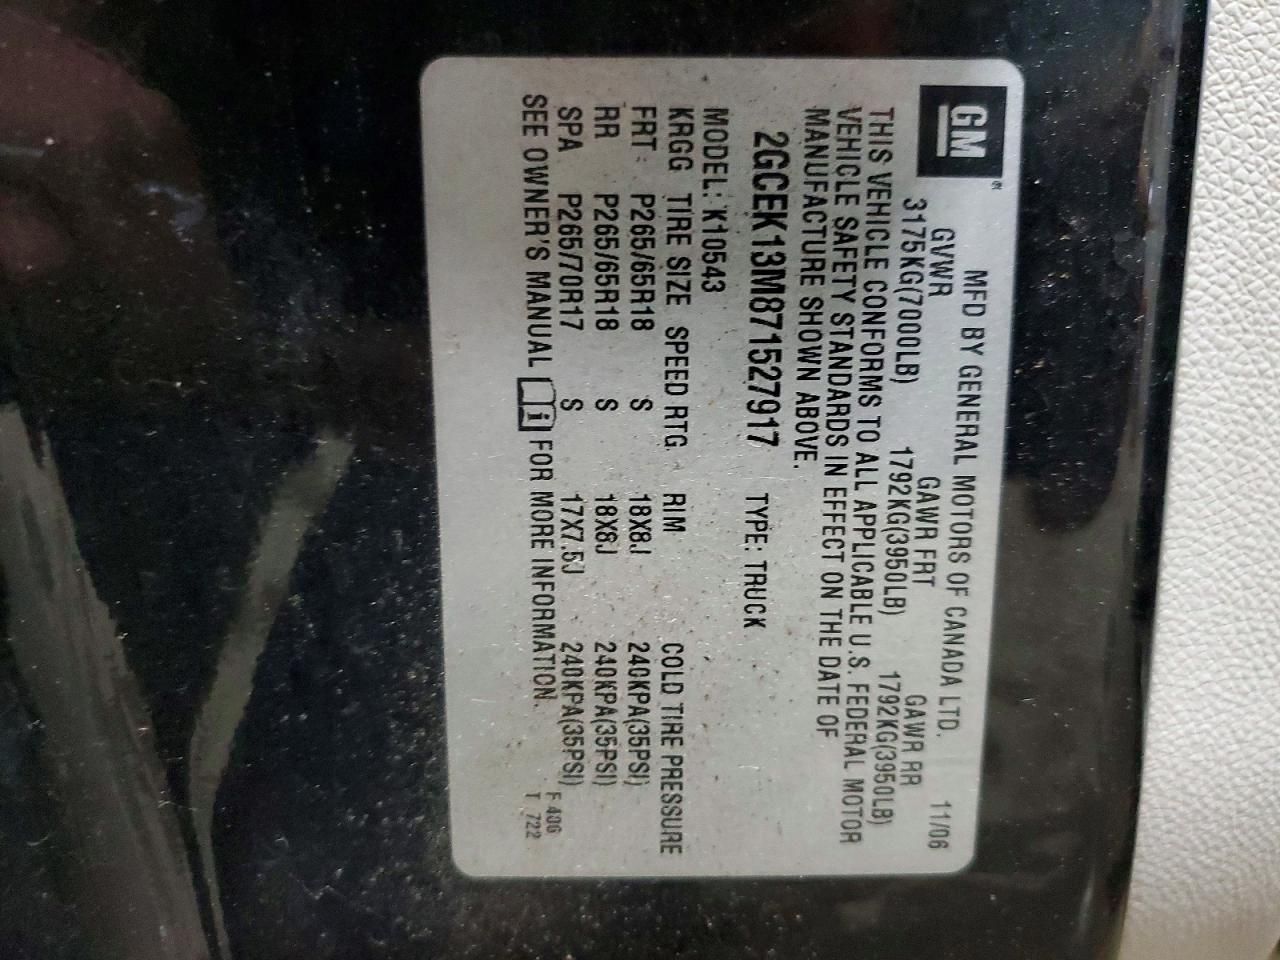 GM
MFD BY GENERAL MOTORS OF CANADA LTD. 11/06
GVWR GAWR FRT GAWR RR
3175KG(7000LB) 1792KG(3950LB) 1792KG(3950LB)
THIS VEHICLE CONFORMS TO ALL APPLICABLE U.S. FEDERAL MOTOR
VEHICLE SAFETY STANDARDS IN EFFECT ON THE DATE OF
MANUFACTURE SHOWN ABOVE.
2GCEK13M871527917 TYPE: TRUCK
MODEL: K10543
KRGG TIRE SIZE SPEED RTG RIM COLD TIRE PRESSURE
FRT: P265/65R18 S 18X8J 240KPA(35PSI)
RR P265/65R18 S 18X8J 240KPA(35PSI)
SPA P265/70R17 S 17X7.5J 240KPA(35PSI)
SEE OWNER'S MANUAL i FOR MORE INFORMATION. F 406
T 722